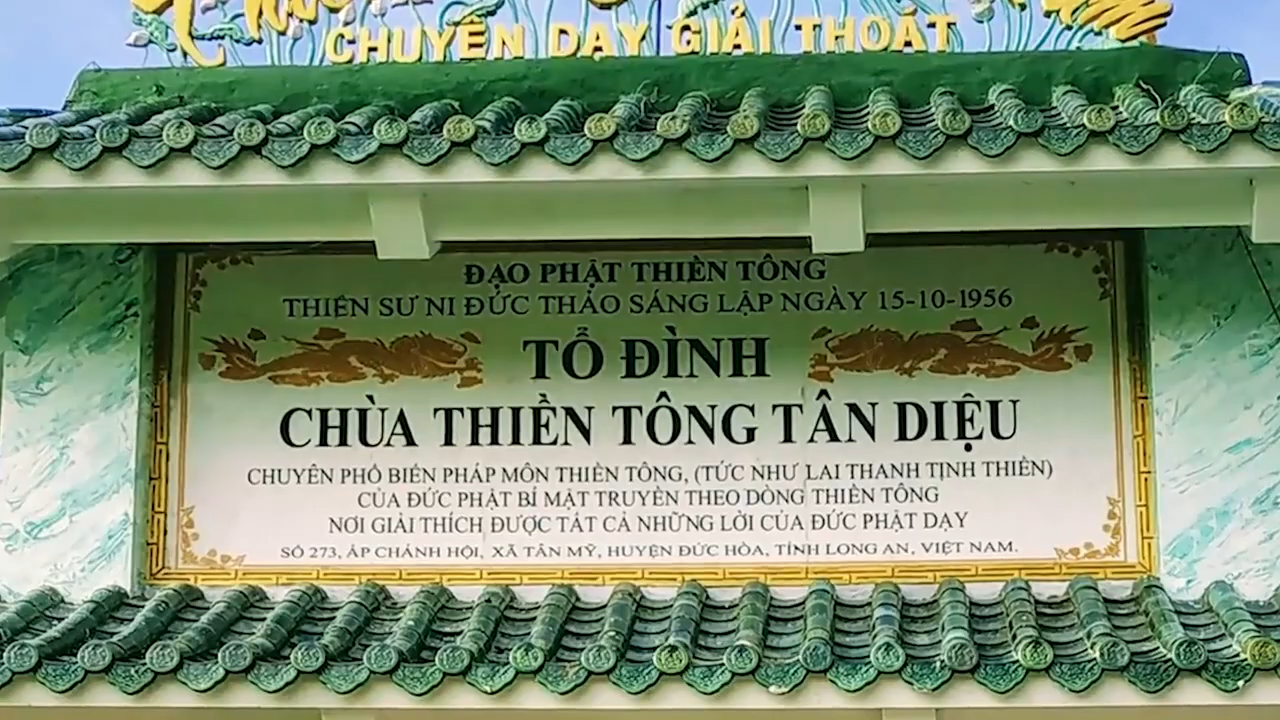 CHUYÊN DẠY GIẢI THOÁT
ĐẠO PHẬT THIỀN TÔNG
THIỀN SƯ NI ĐỨC THẢO SÁNG LẬP NGÀY 15-10-1956
TỔ ĐÌNH
CHÙA THIỀN TÔNG TÂN DIỆU
CHUYÊN PHỔ BIẾN PHÁP MÔN THIỀN TÔNG, (TỨC NHƯ LAI THANH TỊNH THIỀN)
CỦA ĐỨC PHẬT BÍ MẬT TRUYỀN THEO DÒNG THIỀN TÔNG
NƠI GIẢI THÍCH ĐƯỢC TẤT CẢ NHỮNG LỜI CỦA ĐỨC PHẬT DẠY
SỐ 273, ẤP CHÁNH HỘI, XÃ TÂN MỸ, HUYỆN ĐỨC HÒA, TỈNH LONG AN, VIỆT NAM.